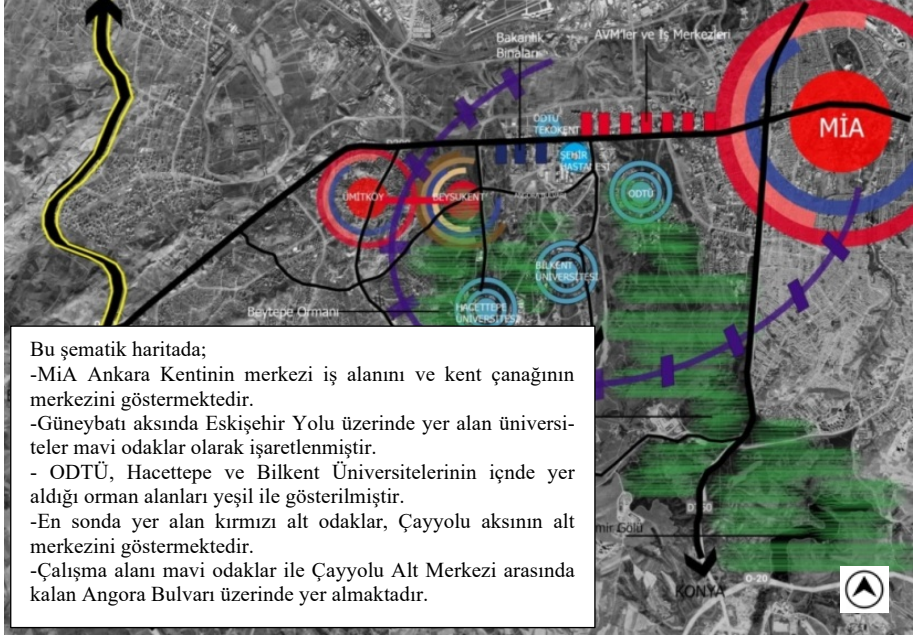 Bakanlık
Binaları
AVM'ler ve İş Merkezleri
MİA
ODTÜ
TEKOKENT
ŞEHİR
HASTANESİ
ÜMİTKÖY
BEYSUKENT
ODTÜ
BİLKENT
ÜNİVERSİTESİ
HACETTEPE
ÜNİVERSİTESİ
Beytepe Ormanı
Bu şematik haritada;
-MiA Ankara Kentinin merkezi iş alanını ve kent çanağının
merkezini göstermektedir.
-Güneybatı aksında Eskişehir Yolu üzerinde yer alan üniversi-
teler mavi odaklar olarak işaretlenmiştir.
- ODTÜ, Hacettepe ve Bilkent Üniversitelerinin içnde yer
aldığı orman alanları yeşil ile gösterilmiştir.
-En sonda yer alan kırmızı alt odaklar, Çayyolu aksının alt
merkezini göstermektedir.
-Çalışma alanı mavi odaklar ile Çayyolu Alt Merkezi arasında
kalan Angora Bulvarı üzerinde yer almaktadır.
mir Gölü
KONYA
O-20